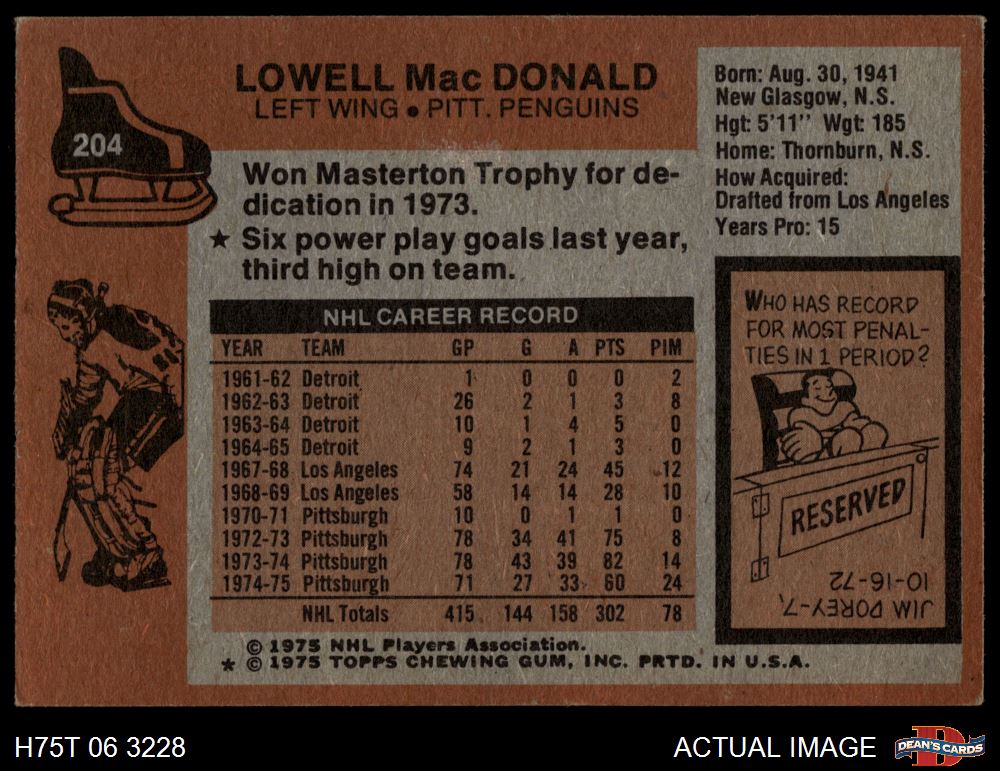 204
LOWELL Mac DONALD
LEFT WING • PITT. PENGUINS
Won Masterton Trophy for de-
dication in 1973.
★ Six power play goals last year,
third high on team.
Born: Aug. 30, 1941
New Glasgow, N.S.
Hgt: 5'11" Wgt: 185
Home: Thornburn, N.S.
How Acquired:
Drafted from Los Angeles
Years Pro: 15
NHL CAREER RECORD
YEAR TEAM GP G A PTS PIM
1961-62 Detroit 1 0 0 0 2
1962-63 Detroit 26 2 1 3 8
1963-64 Detroit 10 1 4 5 0
1964-65 Detroit 9 2 1 3 0
1967-68 Los Angeles 74 21 24 45 12
1968-69 Los Angeles 58 14 14 28 10
1970-71 Pittsburgh 10 0 1 1 0
1972-73 Pittsburgh 78 34 41 75 8
1973-74 Pittsburgh 78 43 39 82 14
1974-75 Pittsburgh 71 27 33 60 24
NHL Totals 415 144 158 302 78
WHO HAS RECORD
FOR MOST PENAL-
TIES IN 1 PERIOD?
RESERVED
JIM DOREY-7,
10-16-72
© 1975 NHL Players Association.
★ © 1975 TOPPS CHEWING GUM, INC. PRTD. IN U.S.A.
H75T 06 3228
ACTUAL IMAGE
D
DEAN'S CARDS